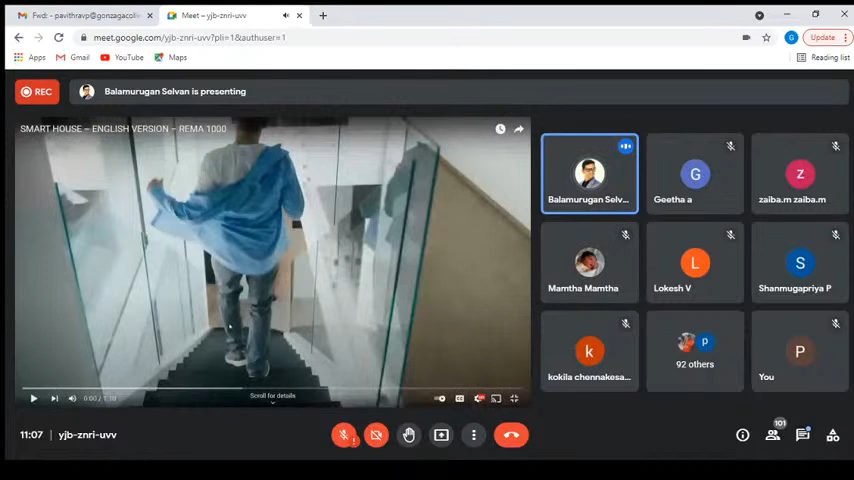 Fwd: - pavithravp@gonzagacoll
Meet – yjb-znri-uvv
meet.google.com/yjb-znri-uvv?pli=1&authuser=1
G
Update
Apps
Gmail
YouTube
Maps
Reading list
REC
Balamurugan Selvan is presenting
SMART HOUSE – ENGLISH VERSION – REMA 1000
Balamurugan Selv...
G
Geetha a
z
zaiba.m zaiba.m
Mamtha Mamtha
L
Lokesh V
S
Shanmugapriya P
k
kokila chennakesa...
p
92 others
P
You
Scroll for details
11:07
yjb-znri-uvv
101